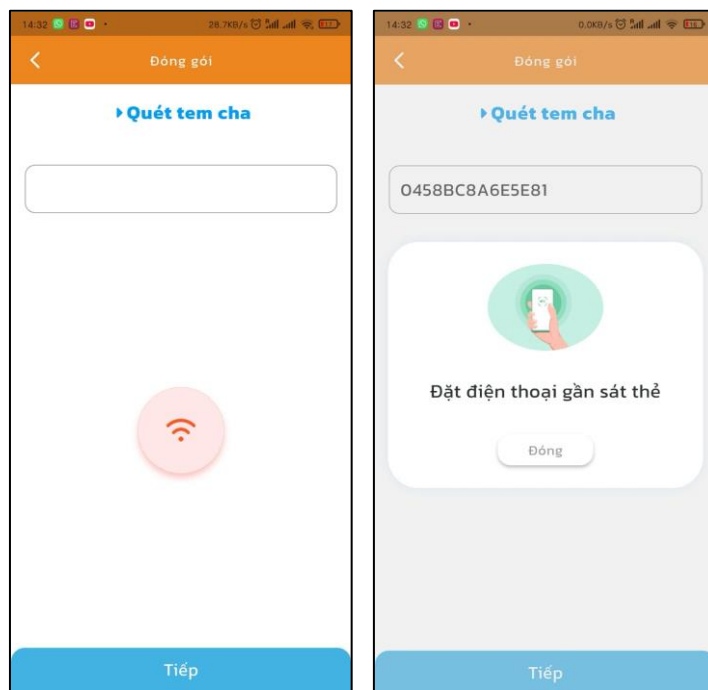 14:32
28.7KB/s
Đóng gói
Quét tem cha
Tiếp
14:32
0.0KB/s
Đóng gói
Quét tem cha
0458BC8A6E5E81
Đặt điện thoại gần sát thẻ
Đóng
Tiếp